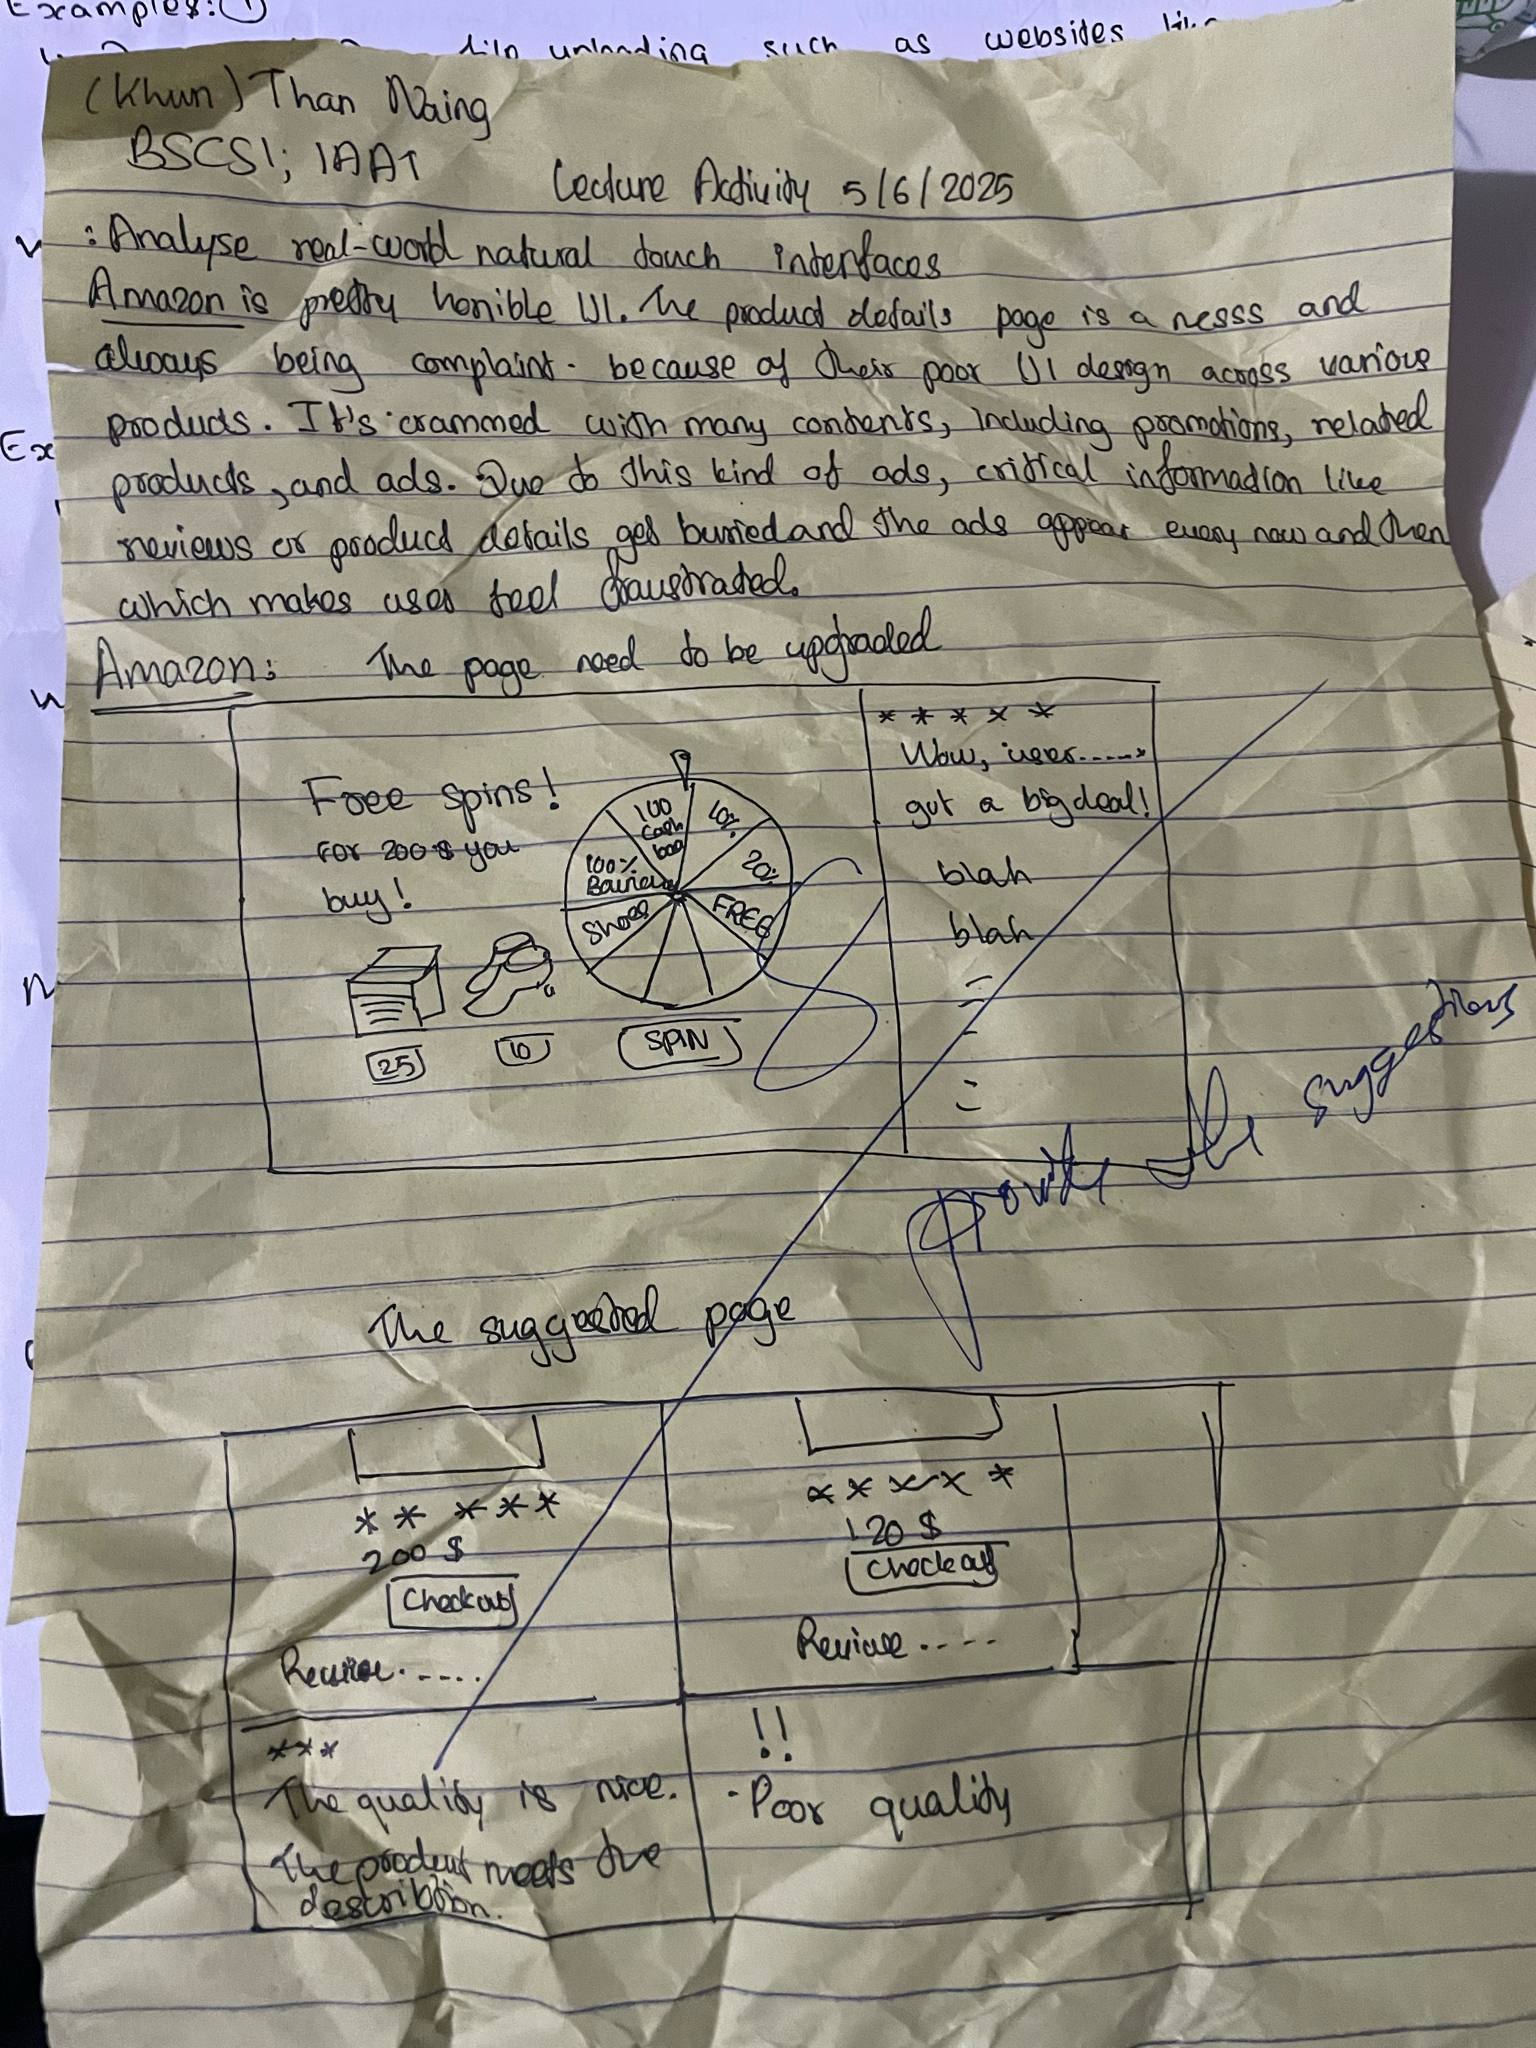 Examples: 1
file uploading such as websides like
(Khun) Than Naing
BSCS1; IAAT
Lecture Activity 5/6/2025
: Analyse real-world natural touch interfaces
Amazon is pretty horrible UI. The product details page is a messs and
always being complaint. because of their poor UI design across various
products. It's crammed with many contents, including promotions, related
products, and ads. Due to this kind of ads, critical information like
reviews or product details get buried and the ads appear every now and then
which makes user feel fraustrated.
Amazon: The page need to be upgraded
* * * * *
Wow, user.....
got a big deal!
blah
blah
Free spins!
For 200$ you
buy!
100 Cash
10%
20%
FREE
Shoes
100%
25
10
SPIN
provide the suggestions
The suggested page
* * * * *
200 $
Checkout
Review.....
* * * * *
120 $
Checkout
Review ....
* * *
The quality is nice.
The product meets the
describtion.
!!
- Poor quality